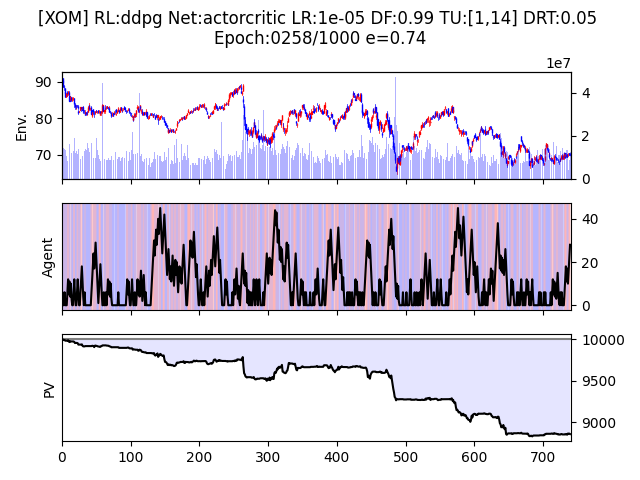 [XOM] RL:ddpg Net:actorcritic LR:1e-05 DF:0.99 TU:[1,14] DRT:0.05
Epoch:0258/1000 e=0.74
1e7
90
80
70
Env.
4
2
0
Agent
40
20
0
PV
10000
9500
9000
0 100 200 300 400 500 600 700